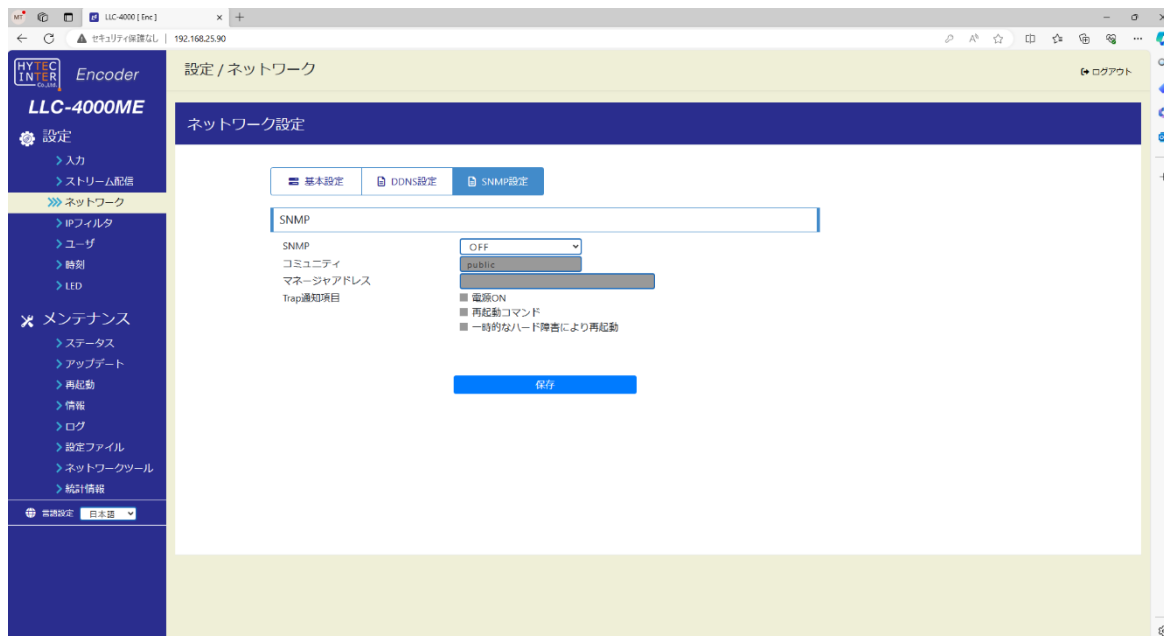 LLC-4000 [ Enc ]
セキュリティ保護なし | 192.168.25.90
HYTEC INTER CO.,Ltd.
Encoder
設定 / ネットワーク
ログアウト
LLC-4000ME
設定
入力
ストリーム配信
ネットワーク
IPフィルタ
ユーザ
時刻
LED
メンテナンス
ステータス
アップデート
再起動
情報
ログ
設定ファイル
ネットワークツール
統計情報
言語設定 日本語
ネットワーク設定
基本設定 DDNS設定 SNMP設定
SNMP
SNMP OFF
コミュニティ public
マネージャアドレス
Trap通知項目 電源ON
再起動コマンド
一時的なハード障害により再起動
保存